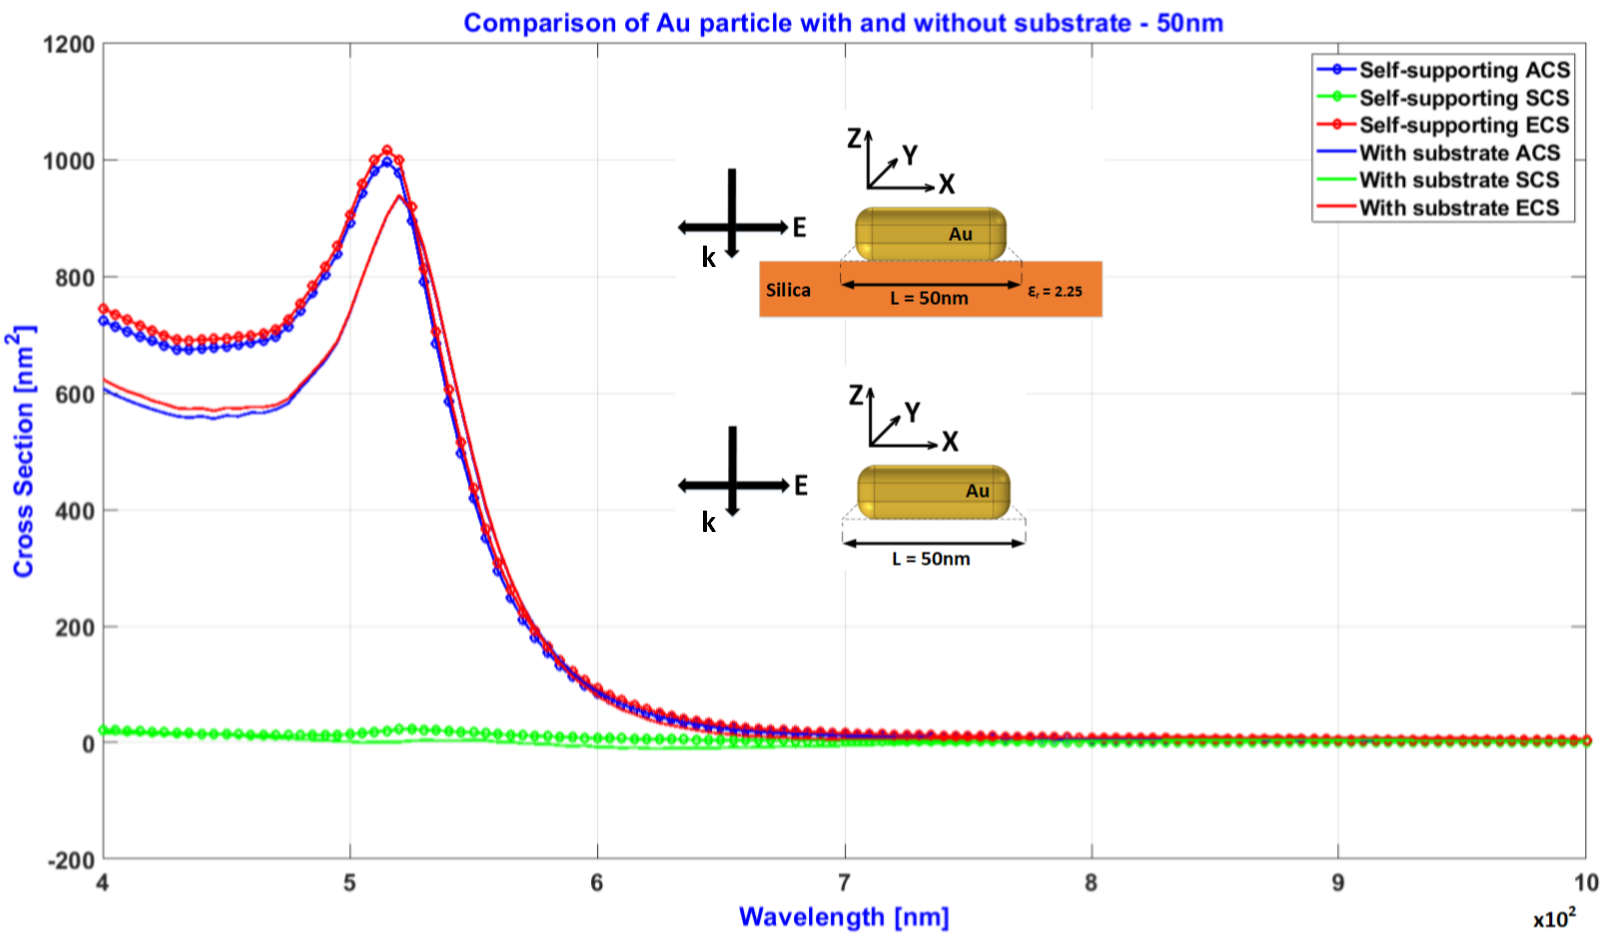 Comparison of Au particle with and without substrate - 50nm
1200
1000
800
600
400
200
0
-200
Cross Section [nm²]
4
5
6
7
8
9
10
Wavelength [nm]
x10²
Self-supporting ACS
Self-supporting SCS
Self-supporting ECS
With substrate ACS
With substrate SCS
With substrate ECS
Z
Y
X
E
k
Au
Silica
L = 50nm
εᵣ = 2.25
Z
Y
X
E
k
Au
L = 50nm